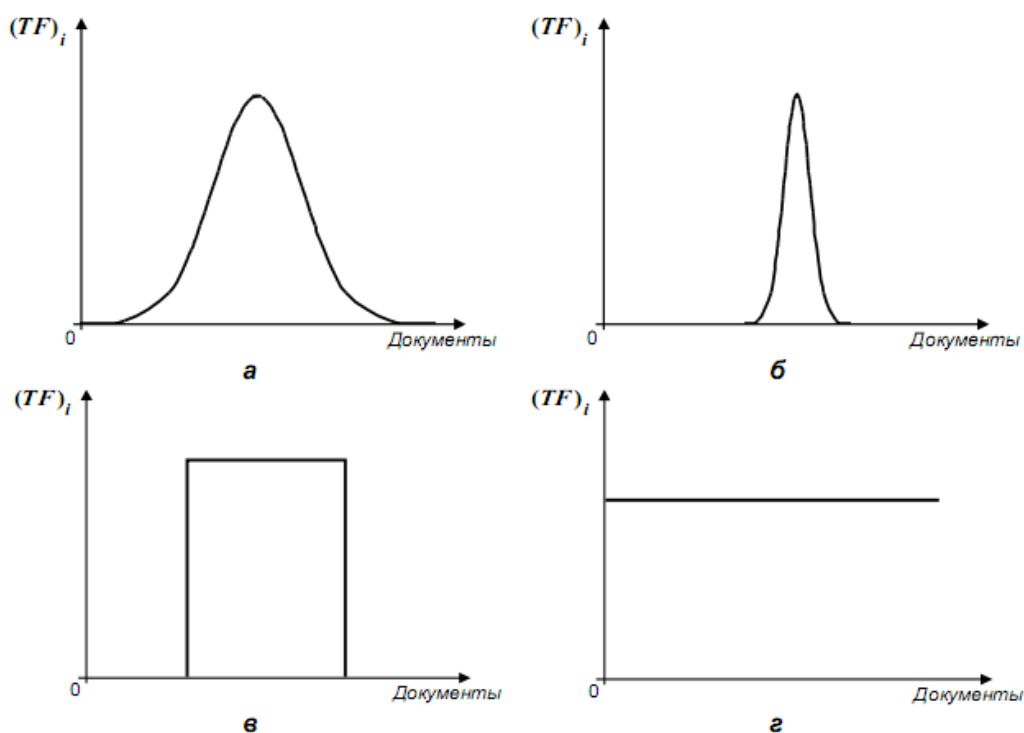 (TF)i (TF)i
0 Документы 0 Документы
а б
(TF)i (TF)i
0 Документы 0 Документы
в г